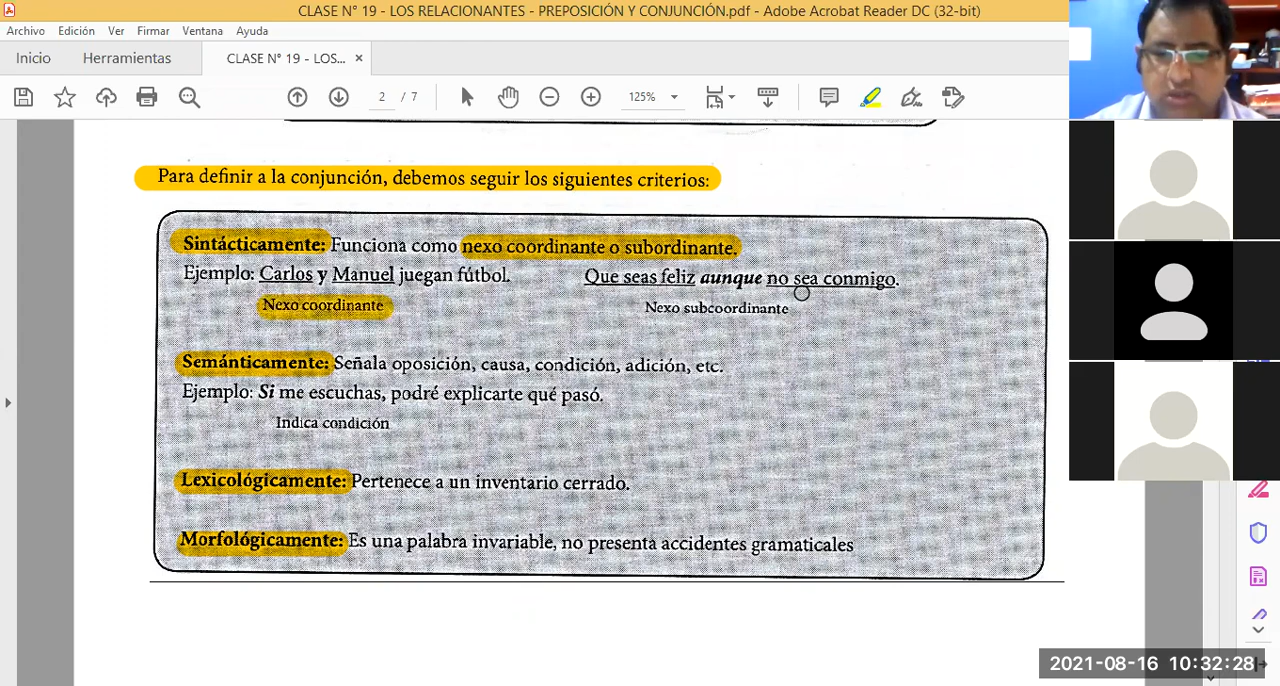 CLASE N° 19 - LOS RELACIONANTES - PREPOSICIÓN Y CONJUNCIÓN.pdf - Adobe Acrobat Reader DC (32-bit)
Archivo Edición Ver Firmar Ventana Ayuda
Inicio Herramientas CLASE N° 19 - LOS... ×
2 / 7 125%
Para definir a la conjunción, debemos seguir los siguientes criterios:
Sintácticamente: Funciona como nexo coordinante o subordinante.
Ejemplo: Carlos y Manuel juegan fútbol. Que seas feliz aunque no sea conmigo.
Nexo coordinante Nexo subcoordinante
Semánticamente: Señala oposición, causa, condición, adición, etc.
Ejemplo: Si me escuchas, podré explicarte qué pasó.
Indica condición
Lexicológicamente: Pertenece a un inventario cerrado.
Morfológicamente: Es una palabra invariable, no presenta accidentes gramaticales
2021-08-16 10:32:28